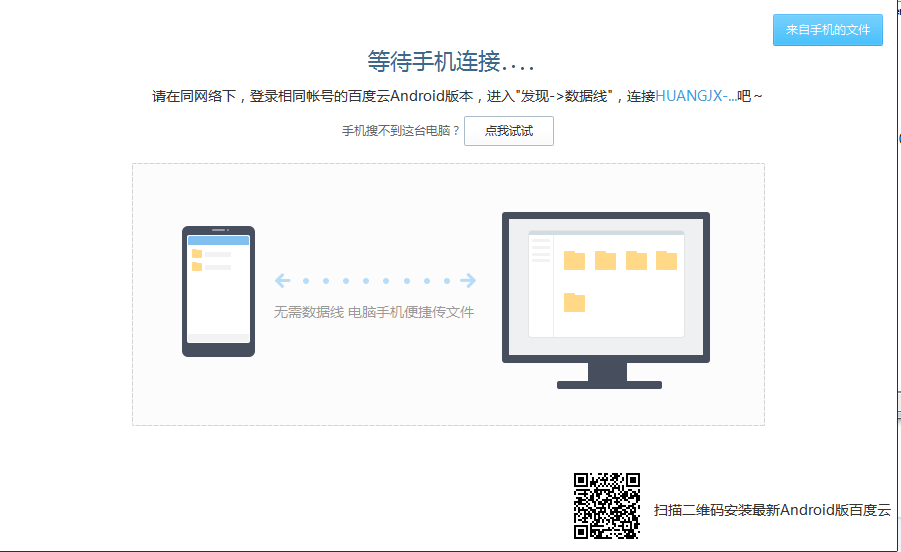 来自手机的文件
等待手机连接....
请在同网络下，登录相同帐号的百度云Android版本，进入"发现->数据线"，连接HUANGJX-...吧～
手机搜不到这台电脑？ 点我试试
无需数据线 电脑手机便捷传文件
扫描二维码安装最新Android版百度云